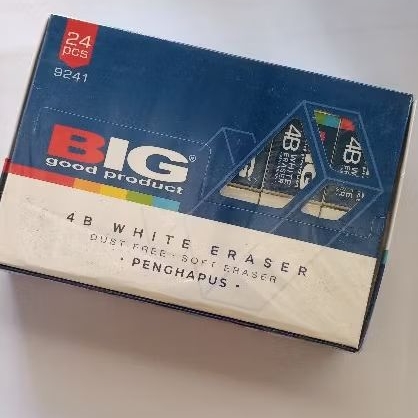 24
pcs
9241
BIG®
good product
4B WHITE ERASER
DUST FREE · SOFT ERASER
• PENGHAPUS •
4B WHITE
4B WHITE